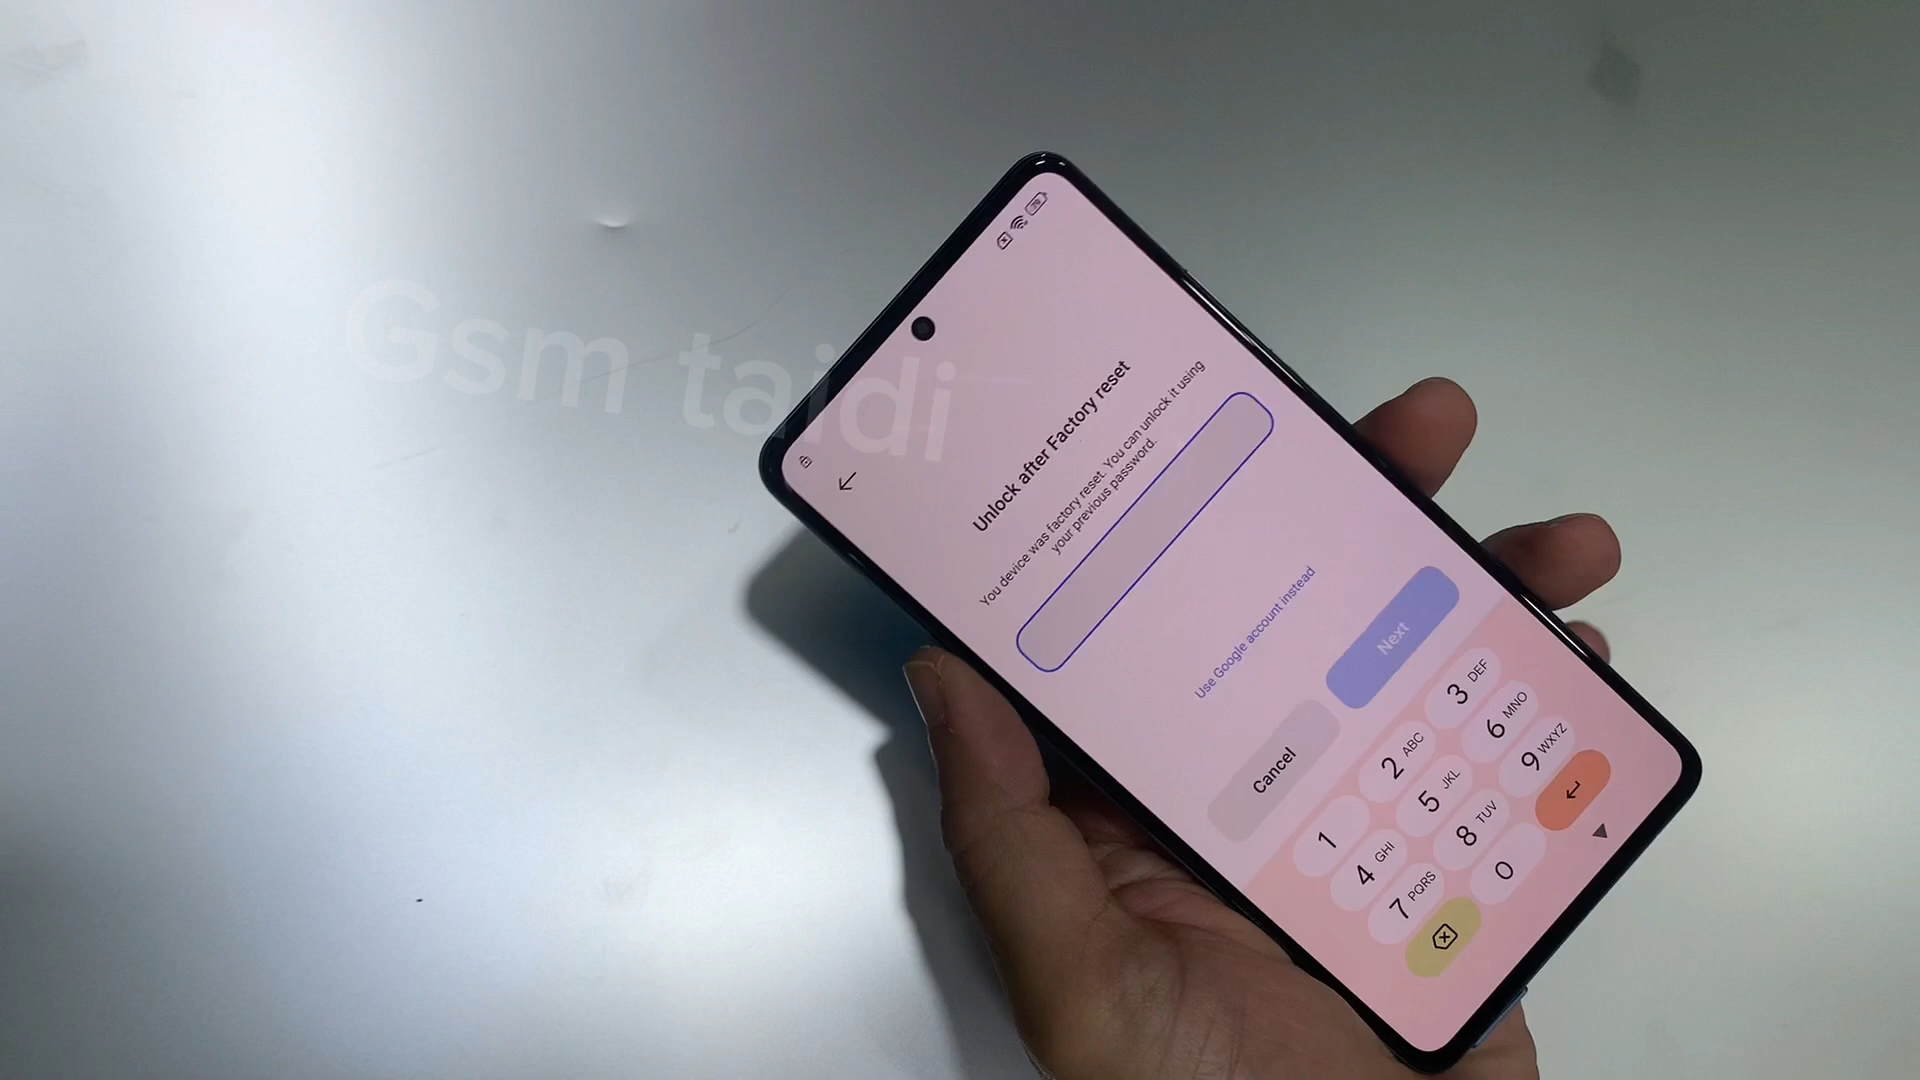 Gsm taidi
Unlock after Factory reset
You device was factory reset. You can unlock it using
your previous password.
Use Google account instead
Cancel
Next
1
2 ABC
3 DEF
4 GHI
5 JKL
6 MNO
7 PQRS
8 TUV
9 WXYZ
0